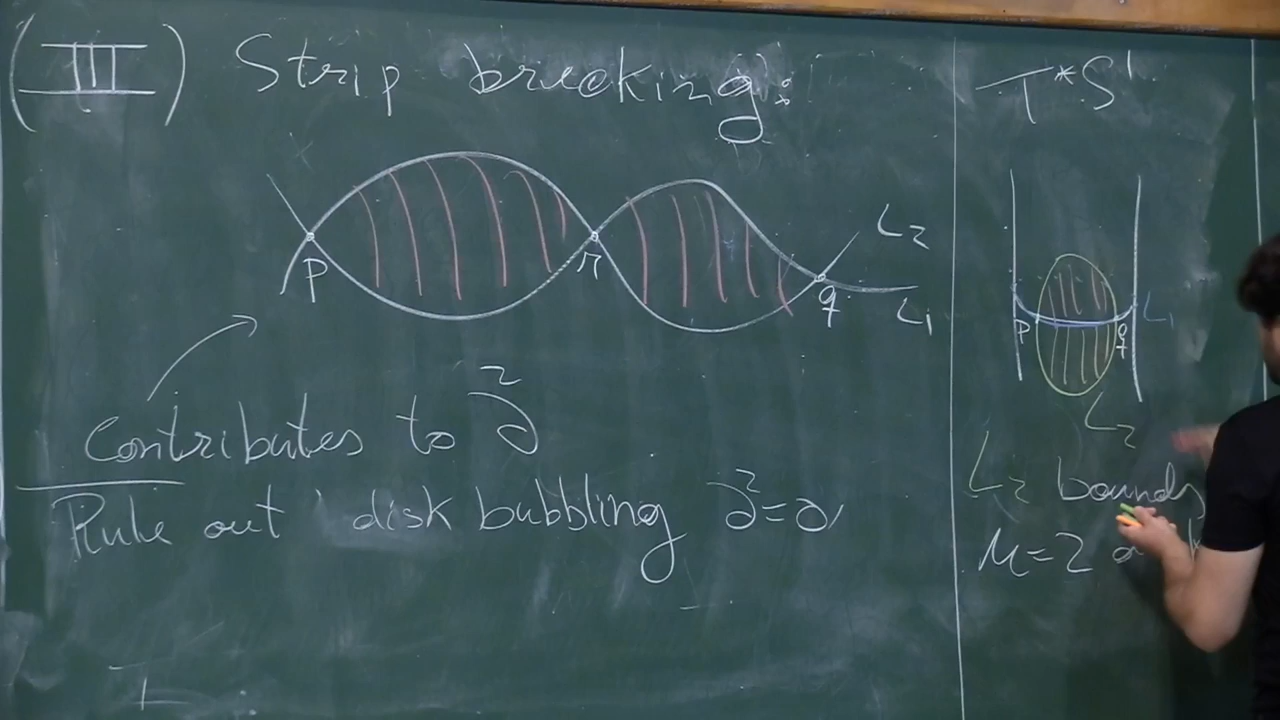 (III) Strip breaking:
P
r
q
L₂
L₁
Contributes to ∂²
Rule out disk bubbling ∂²=0
T*S¹
P
q
L₁
L₂
L₂ bounds
μ=2